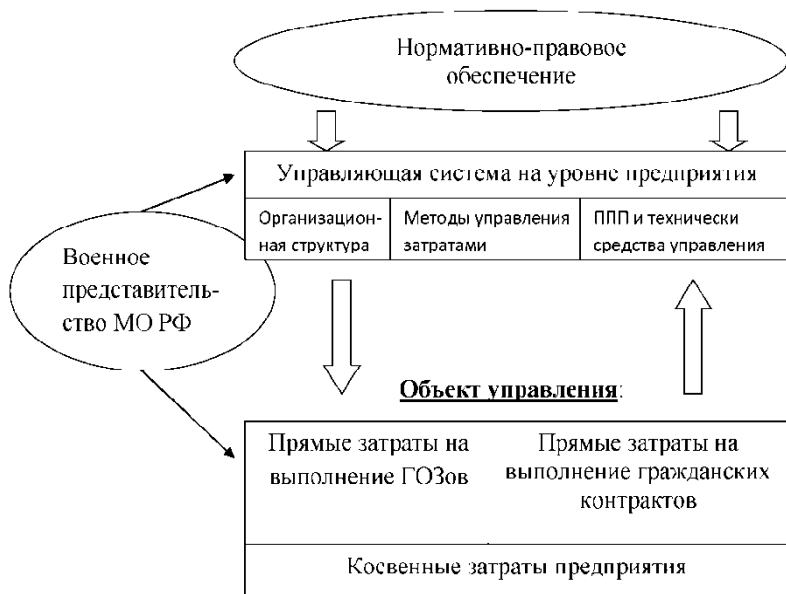 Нормативно-правовое
обеспечение
Управляющая система на уровне предприятия
Организацион-
ная структура
Методы управления
затратами
ППП и технически
средства управления
Военное
представитель-
ство МО РФ
Объект управления:
Прямые затраты на
выполнение ГОЗов
Прямые затраты на
выполнение гражданских
контрактов
Косвенные затраты предприятия